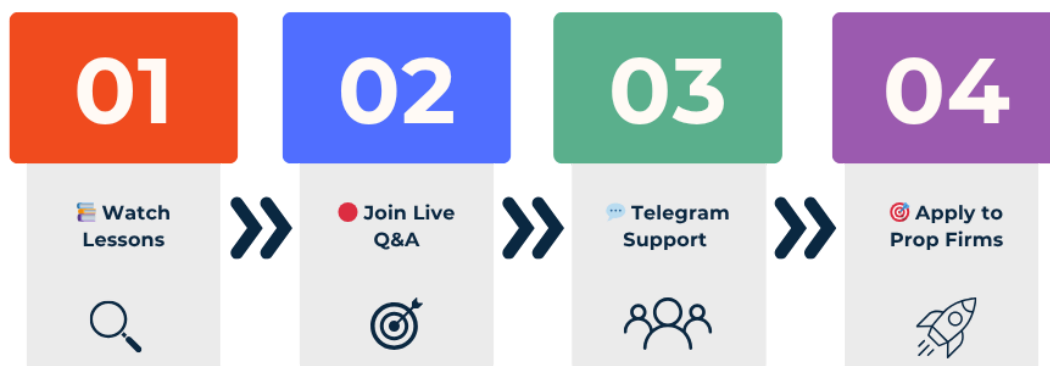 01
02
03
04
📚 Watch
Lessons
🔴 Join Live
Q&A
💬 Telegram
Support
🎯 Apply to
Prop Firms